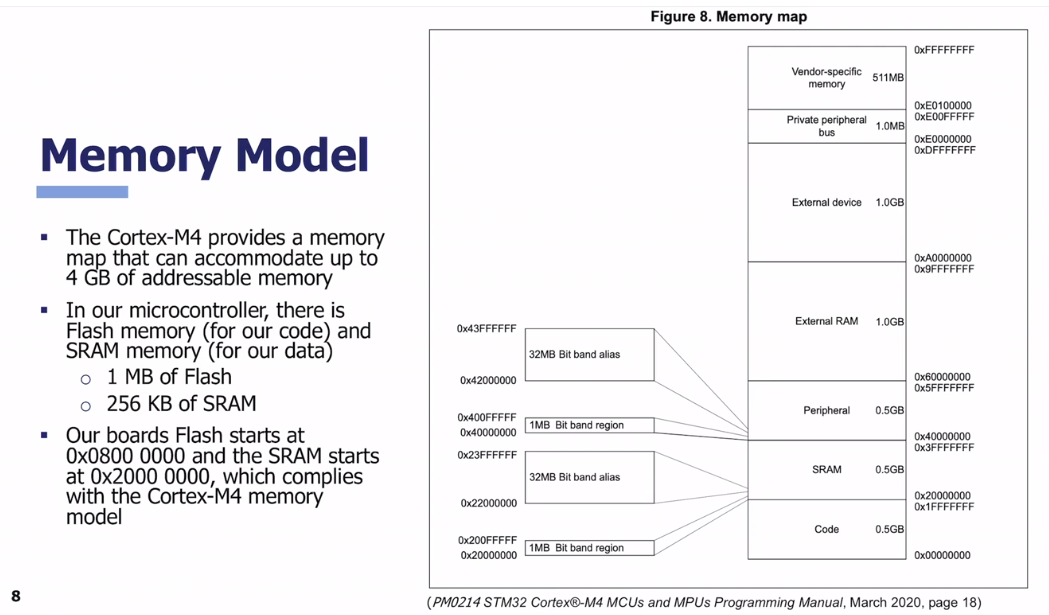 Memory Model
▪ The Cortex-M4 provides a memory
map that can accommodate up to
4 GB of addressable memory
▪ In our microcontroller, there is
Flash memory (for our code) and
SRAM memory (for our data)
o 1 MB of Flash
o 256 KB of SRAM
▪ Our boards Flash starts at
0x0800 0000 and the SRAM starts
at 0x2000 0000, which complies
with the Cortex-M4 memory
model
8
Figure 8. Memory map
0xFFFFFFFF
Vendor-specific
memory
511MB
0xE0100000
0xE00FFFFF
Private peripheral
bus
1.0MB
0xE0000000
0xDFFFFFFF
External device 1.0GB
0xA0000000
0x9FFFFFFF
External RAM 1.0GB
0x60000000
0x5FFFFFFF
Peripheral 0.5GB
0x40000000
0x3FFFFFFF
SRAM 0.5GB
0x20000000
0x1FFFFFFF
Code 0.5GB
0x00000000
0x43FFFFFF
32MB Bit band alias
0x42000000
0x400FFFFF
1MB Bit band region
0x40000000
0x23FFFFFF
32MB Bit band alias
0x22000000
0x200FFFFF
1MB Bit band region
0x20000000
(PM0214 STM32 Cortex®-M4 MCUs and MPUs Programming Manual, March 2020, page 18)